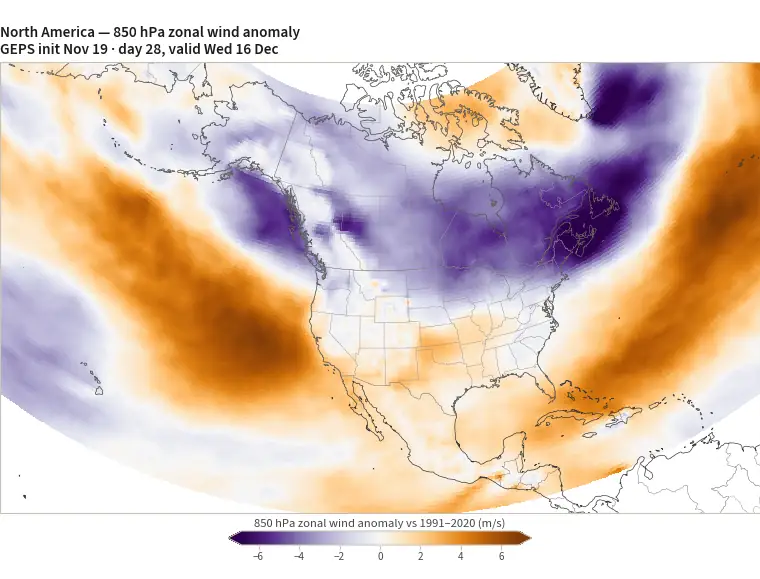 North America — 850 hPa zonal wind anomaly
GEPS init Nov 19 · day 28, valid Wed 16 Dec
850 hPa zonal wind anomaly vs 1991–2020 (m/s)
−6 −4 −2 0 2 4 6